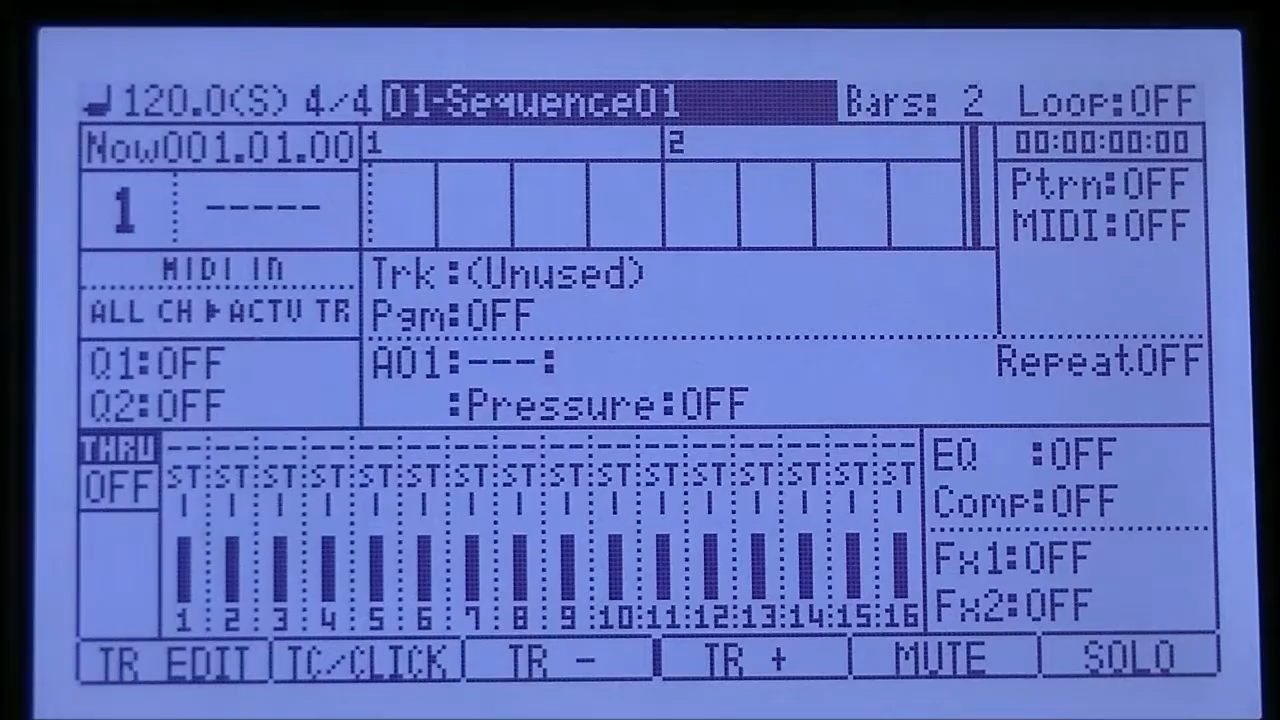 ♩120.0(S) 4/4 01-Sequence01 Bars: 2 Loop:OFF
Now001.01.00 1 2 00:00:00:00
Ptrn:OFF
1 ----- MIDI:OFF
MIDI IN Trk:(Unused)
ALL CH▶ACTV TR Pgm:OFF
Q1:OFF A01:---: RepeatOFF
Q2:OFF :Pressure:OFF
THRU -- -- -- -- -- -- -- -- -- -- -- -- -- -- -- -- EQ :OFF
OFF ST ST ST ST ST ST ST ST ST ST ST ST ST ST ST ST
Comp:OFF
Fx1:OFF
1 2 3 4 5 6 7 8 9 10 11 12 13 14 15 16 Fx2:OFF
TR EDIT TC/CLICK TR - TR + MUTE SOLO